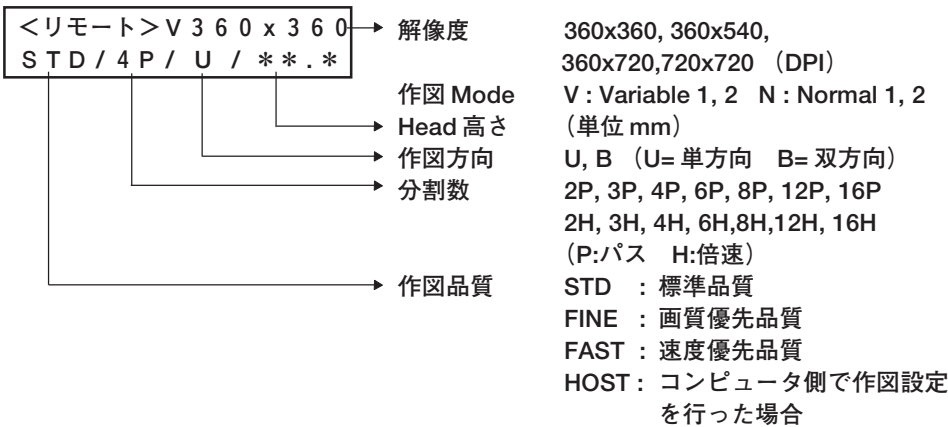 <リモート>V360x360 解像度 360x360, 360x540,
STD/4P/U/**.* 360x720,720x720 （DPI）
作図 Mode V : Variable 1, 2 N : Normal 1, 2
Head 高さ （単位 mm）
作図方向 U, B （U= 単方向 B= 双方向）
分割数 2P, 3P, 4P, 6P, 8P, 12P, 16P
2H, 3H, 4H, 6H,8H,12H, 16H
（P:パス H:倍速）
作図品質 STD : 標準品質
FINE : 画質優先品質
FAST : 速度優先品質
HOST : コンピュータ側で作図設定
を行った場合